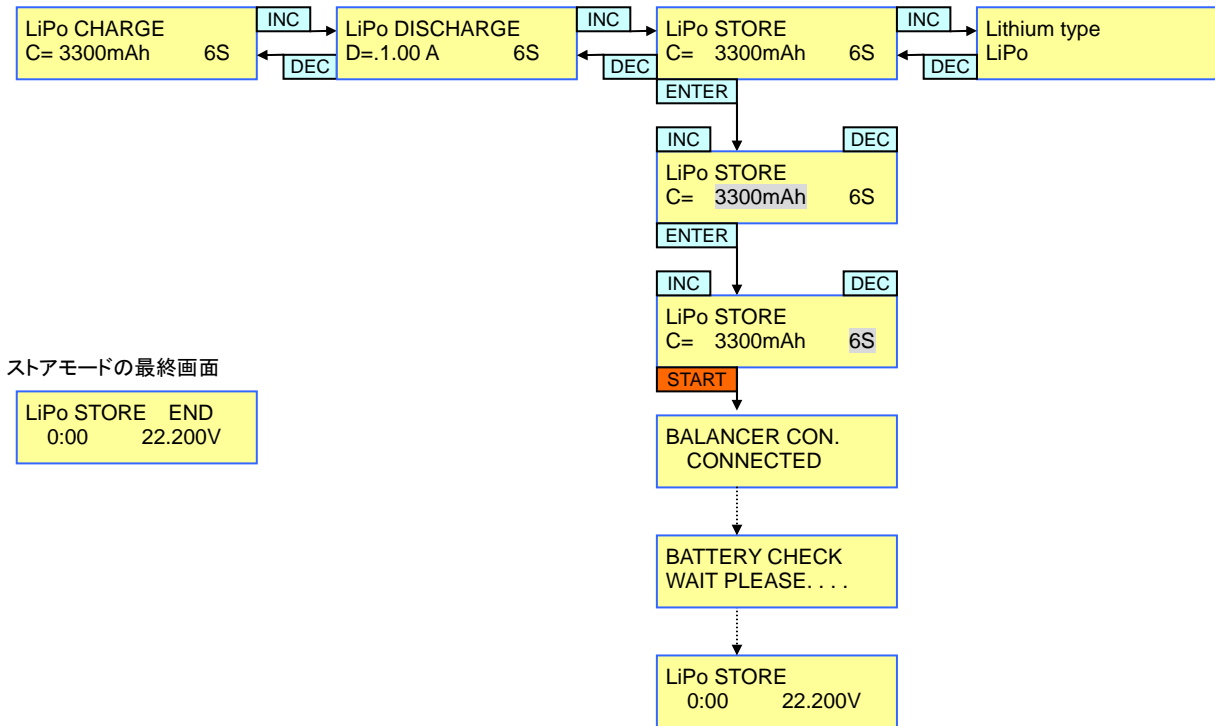 LiPo CHARGE
C= 3300mAh 6S
INC
DEC
LiPo DISCHARGE
D=.1.00 A 6S
INC
DEC
LiPo STORE
C= 3300mAh 6S
INC
DEC
Lithium type
LiPo
ENTER
INC DEC
LiPo STORE
C= 3300mAh 6S
ENTER
INC DEC
LiPo STORE
C= 3300mAh 6S
START
ストアモードの最終画面
LiPo STORE END
0:00 22.200V
BALANCER CON.
CONNECTED
BATTERY CHECK
WAIT PLEASE. . . .
LiPo STORE
0:00 22.200V